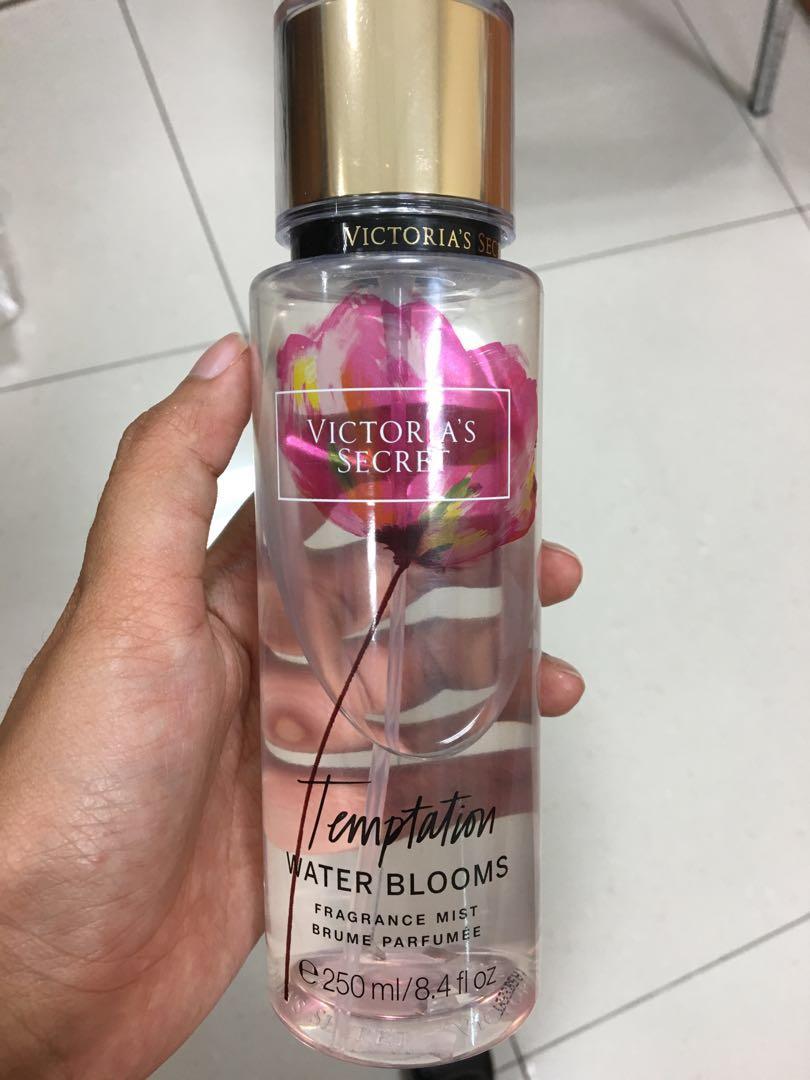 VICTORIA'S SEC
VICTORIA'S
SECRET
Temptation
WATER BLOOMS
FRAGRANCE MIST
BRUME PARFUMÉE
e 250 ml/8.4 fl oz